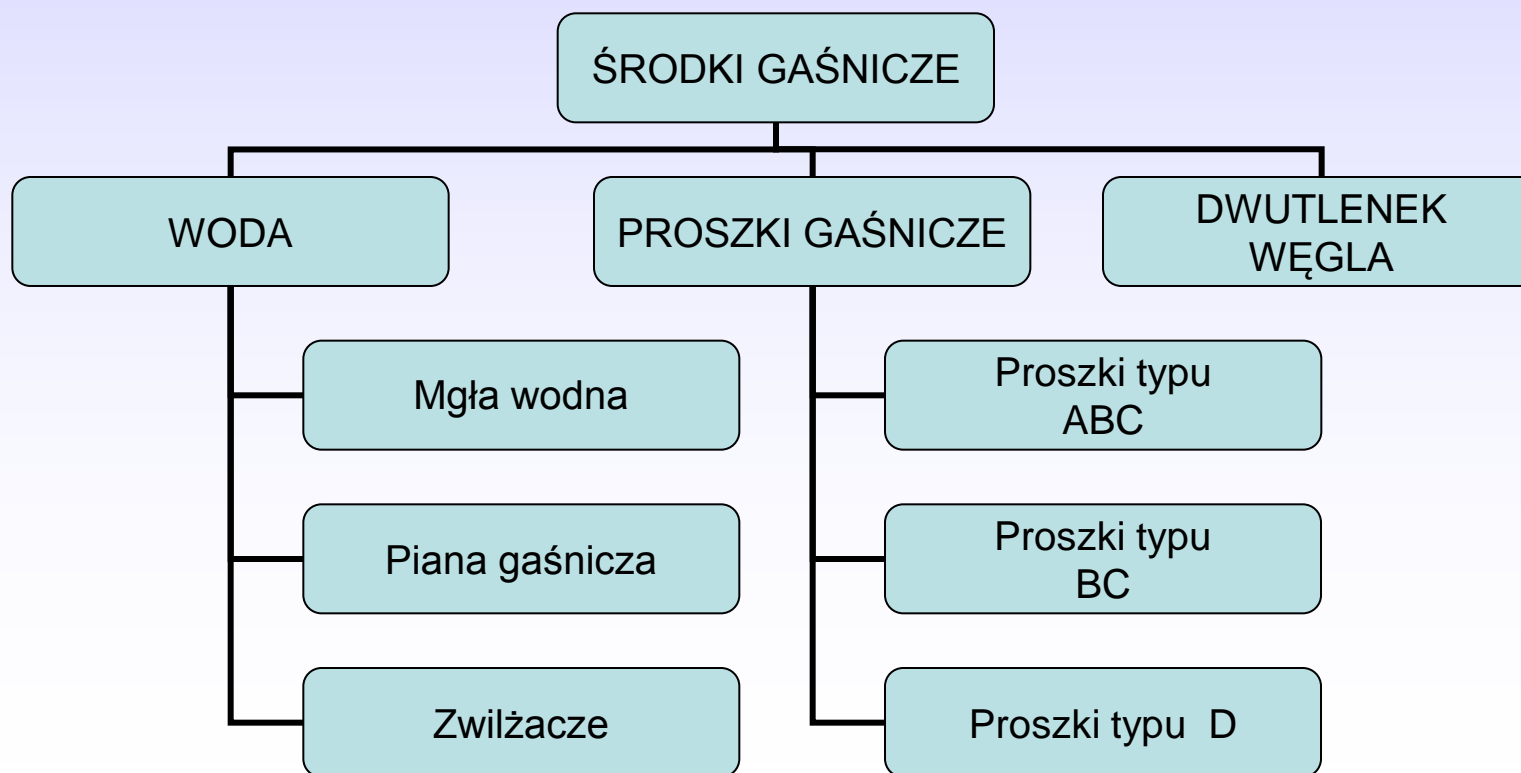 ŚRODKI GAŚNICZE
WODA
PROSZKI GAŚNICZE
DWUTLENEK
WĘGLA
Mgła wodna
Piana gaśnicza
Zwilżacze
Proszki typu
ABC
Proszki typu
BC
Proszki typu  D